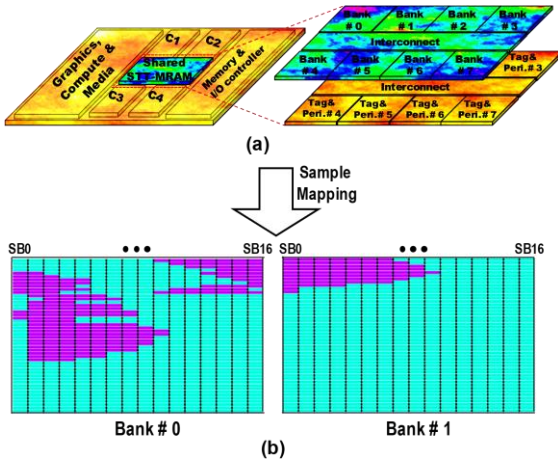 Graphics,
Compute &
Media
C1
C2
Shared
STT-MRAM
C3
C4
Memory &
I/O controller
Bank
# 0
Bank
# 1
Bank
# 2
Bank
# 3
Interconnect
Bank
# 4
Bank
# 5
Bank
# 6
Bank
# 7
Tag&
Peri.# 3
Interconnect
Tag&
Peri.# 4
Tag&
Peri.# 5
Tag&
Peri.# 6
Tag&
Peri.# 7
(a)
Sample
Mapping
SB0 ••• SB16
SB0 ••• SB16
Bank # 0
Bank # 1
(b)